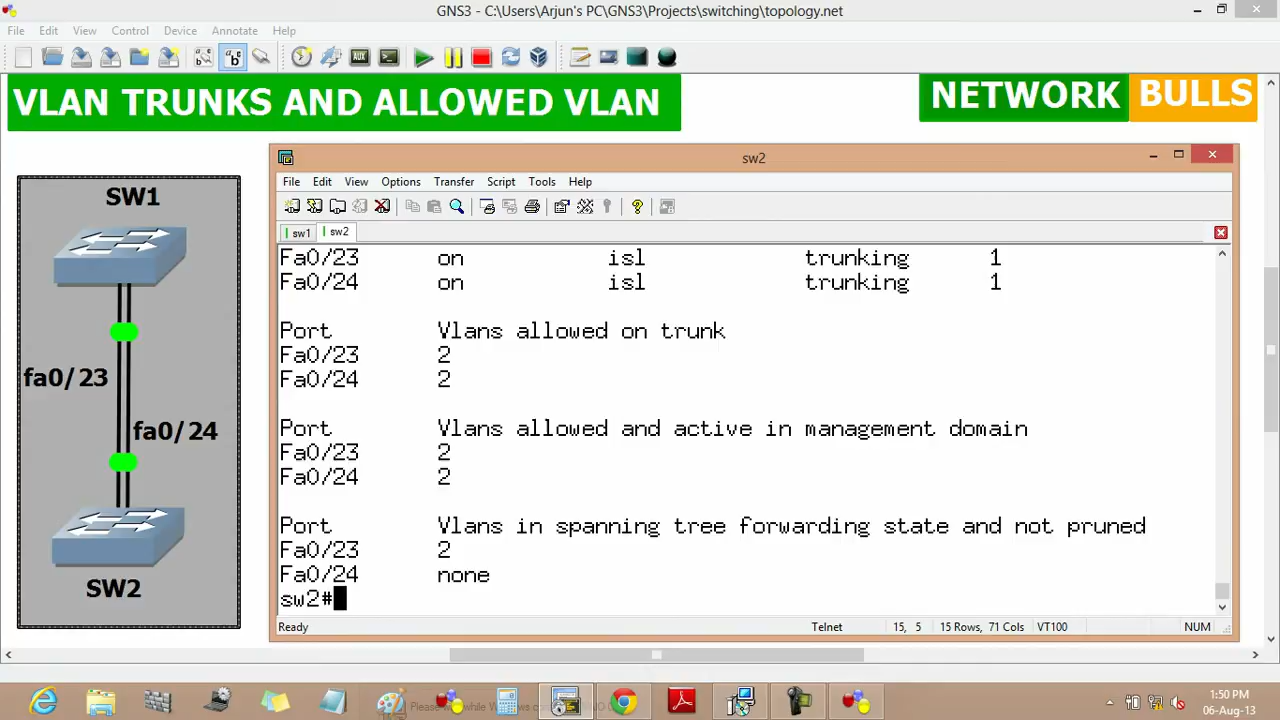 GNS3 - C:\Users\Arjun's PC\GNS3\Projects\switching\topology.net
File Edit View Control Device Annotate Help
VLAN TRUNKS AND ALLOWED VLAN
NETWORK BULLS
SW1
fa0/23
fa0/24
SW2
sw2
File Edit View Options Transfer Script Tools Help
sw1 sw2
Fa0/23 on isl trunking 1
Fa0/24 on isl trunking 1
Port Vlans allowed on trunk
Fa0/23 2
Fa0/24 2
Port Vlans allowed and active in management domain
Fa0/23 2
Fa0/24 2
Port Vlans in spanning tree forwarding state and not pruned
Fa0/23 2
Fa0/24 none
sw2#
Ready Telnet 15, 5 15 Rows, 71 Cols VT100 NUM
1:50 PM
06-Aug-13